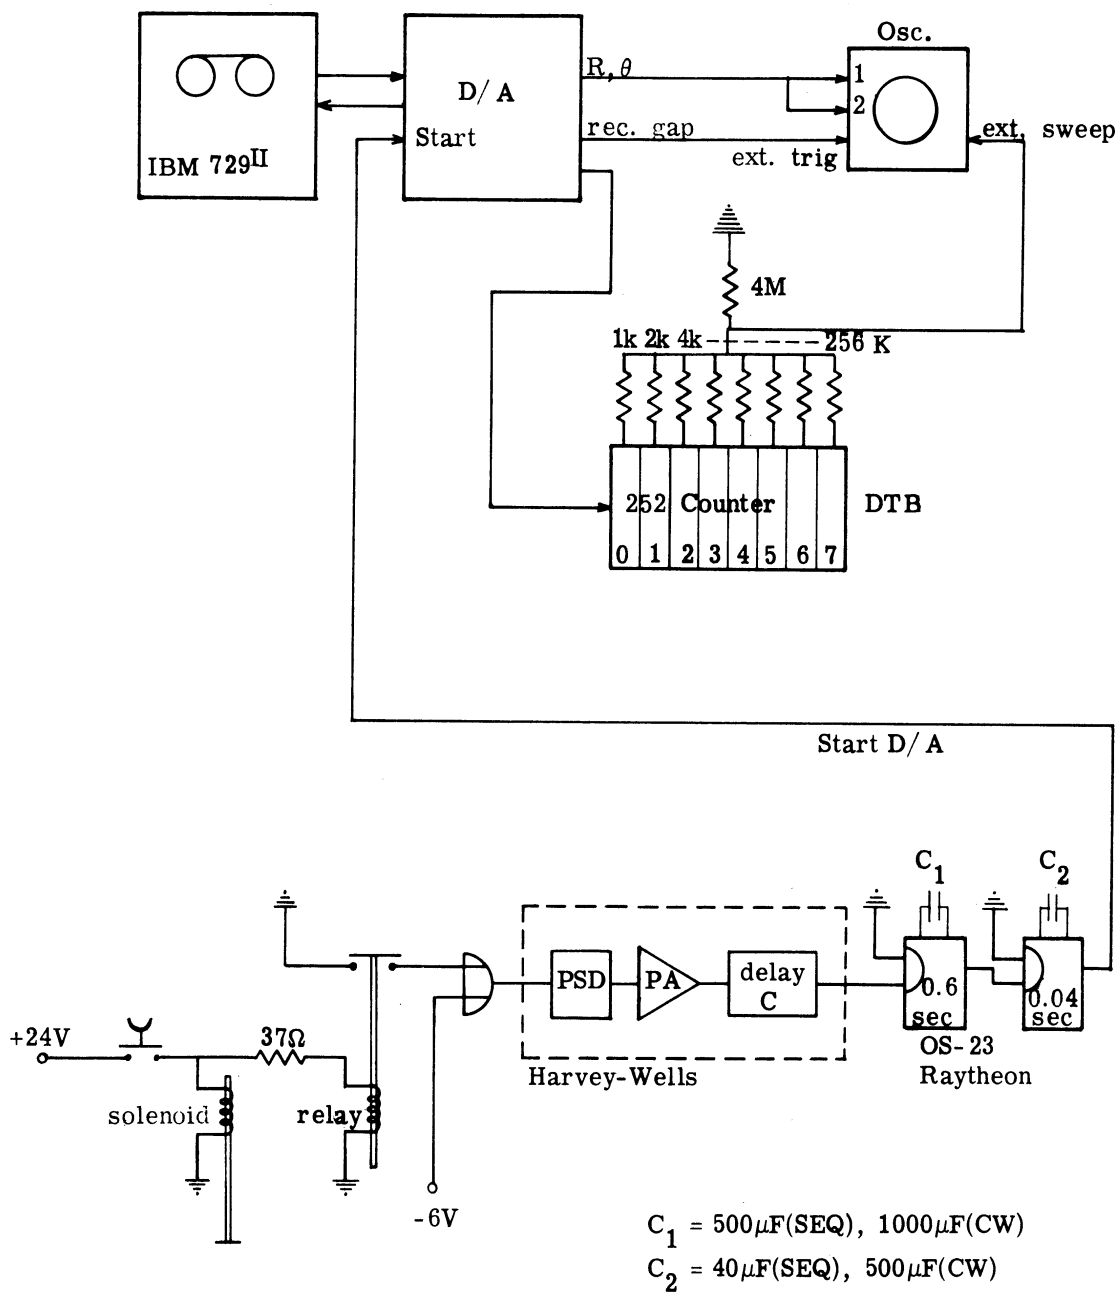 Osc.
IBM 729II
D/A
Start
R, θ
rec. gap
ext. trig
1
2
ext. sweep
4M
1k 2k 4k ------ 256 K
252 Counter
0 1 2 3 4 5 6 7
DTB
Start D/A
C1
C2
PSD
PA
delay
C
0.6
sec
0.04
sec
OS-23
Raytheon
Harvey-Wells
+24V
37Ω
solenoid
relay
-6V
C1 = 500μF(SEQ), 1000μF(CW)
C2 = 40μF(SEQ), 500μF(CW)